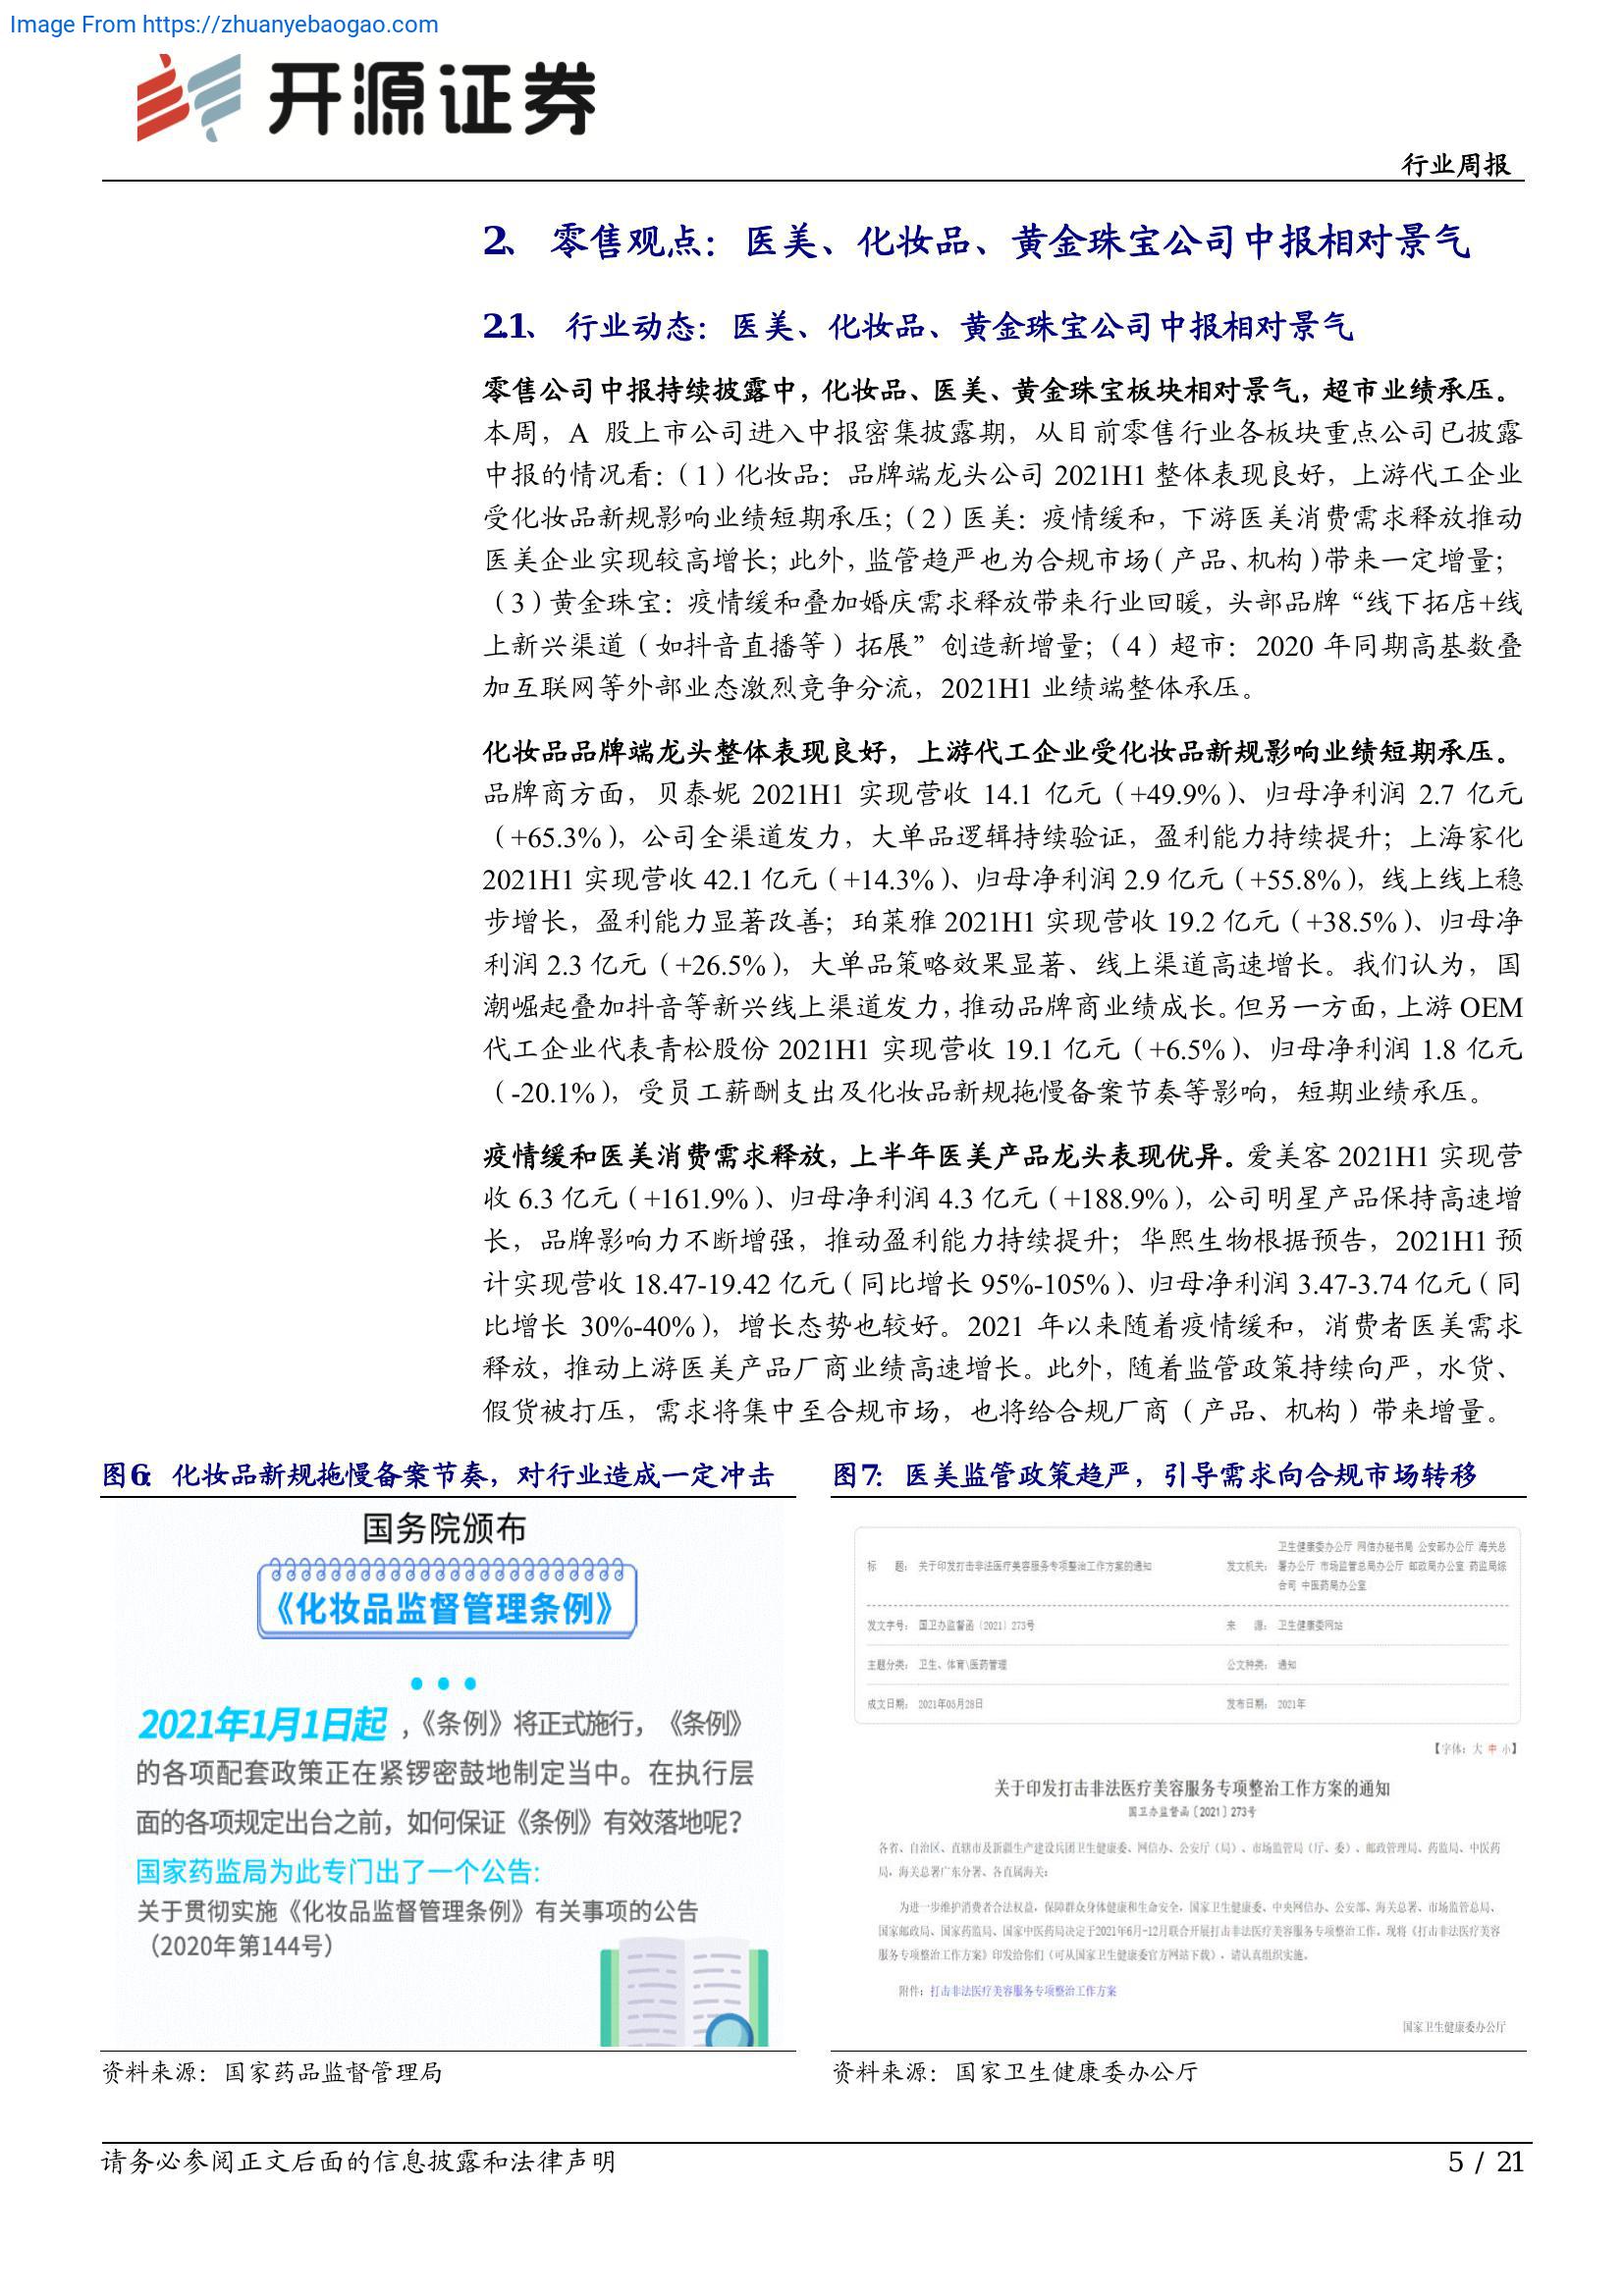 Image From https://zhuanyebaogao.com
开源证券
行业周报
2、 零售观点：医美、化妆品、黄金珠宝公司中报相对景气
2.1、 行业动态：医美、化妆品、黄金珠宝公司中报相对景气
零售公司中报持续披露中，化妆品、医美、黄金珠宝板块相对景气，超市业绩承压。
本周，A 股上市公司进入中报密集披露期，从目前零售行业各板块重点公司已披露
中报的情况看：（1）化妆品：品牌端龙头公司 2021H1 整体表现良好，上游代工企业
受化妆品新规影响业绩短期承压；（2）医美：疫情缓和，下游医美消费需求释放推动
医美企业实现较高增长；此外，监管趋严也为合规市场（产品、机构）带来一定增量；
（3）黄金珠宝：疫情缓和叠加婚庆需求释放带来行业回暖，头部品牌“线下拓店+线
上新兴渠道（如抖音直播等）拓展”创造新增量；（4）超市：2020 年同期高基数叠
加互联网等外部业态激烈竞争分流，2021H1 业绩端整体承压。
化妆品品牌端龙头整体表现良好，上游代工企业受化妆品新规影响业绩短期承压。
品牌商方面，贝泰妮 2021H1 实现营收 14.1 亿元（+49.9%）、归母净利润 2.7 亿元
（+65.3%），公司全渠道发力，大单品逻辑持续验证，盈利能力持续提升；上海家化
2021H1 实现营收 42.1 亿元（+14.3%）、归母净利润 2.9 亿元（+55.8%），线上线上稳
步增长，盈利能力显著改善；珀莱雅 2021H1 实现营收 19.2 亿元（+38.5%）、归母净
利润 2.3 亿元（+26.5%），大单品策略效果显著、线上渠道高速增长。我们认为，国
潮崛起叠加抖音等新兴线上渠道发力，推动品牌商业绩成长。但另一方面，上游 OEM
代工企业代表青松股份 2021H1 实现营收 19.1 亿元（+6.5%）、归母净利润 1.8 亿元
（-20.1%），受员工薪酬支出及化妆品新规拖慢备案节奏等影响，短期业绩承压。
疫情缓和医美消费需求释放，上半年医美产品龙头表现优异。爱美客 2021H1 实现营
收 6.3 亿元（+161.9%）、归母净利润 4.3 亿元（+188.9%），公司明星产品保持高速增
长，品牌影响力不断增强，推动盈利能力持续提升；华熙生物根据预告，2021H1 预
计实现营收 18.47-19.42 亿元（同比增长 95%-105%）、归母净利润 3.47-3.74 亿元（同
比增长 30%-40%），增长态势也较好。2021 年以来随着疫情缓和，消费者医美需求
释放，推动上游医美产品厂商业绩高速增长。此外，随着监管政策持续向严，水货、
假货被打压，需求将集中至合规市场，也将给合规厂商（产品、机构）带来增量。
图6： 化妆品新规拖慢备案节奏，对行业造成一定冲击
国务院颁布
《化妆品监督管理条例》
2021年1月1日起，《条例》将正式施行，《条例》
的各项配套政策正在紧锣密鼓地制定当中。在执行层
面的各项规定出台之前，如何保证《条例》有效落地呢？
国家药监局为此专门出了一个公告：
关于贯彻实施《化妆品监督管理条例》有关事项的公告
（2020年第144号）
资料来源：国家药品监督管理局
图7： 医美监管政策趋严，引导需求向合规市场转移
标 题： 关于印发打击非法医疗美容服务专项整治工作方案的通知
发文机关： 卫生健康委办公厅 网信办秘书局 公安部办公厅 海关总
署办公厅 市场监管总局办公厅 邮政局办公室 药监局综
合司 中医药局办公室
发文字号： 国卫办监督函〔2021〕273号
来 源： 卫生健康委网站
主题分类： 卫生、体育\医药管理
公文种类： 通知
成文日期： 2021年05月28日
发布日期： 2021年
【字体：大 中 小】
关于印发打击非法医疗美容服务专项整治工作方案的通知
国卫办监督函〔2021〕273号
各省、自治区、直辖市及新疆生产建设兵团卫生健康委、网信办、公安厅（局）、市场监管局（厅、委）、邮政管理局、药监局、中医药
局，海关总署广东分署、各直属海关：
为进一步维护消费者合法权益，保障群众身体健康和生命安全，国家卫生健康委、中央网信办、公安部、海关总署、市场监管总局、
国家邮政局、国家药监局、国家中医药局决定于2021年6月-12月联合开展打击非法医疗美容服务专项整治工作。现将《打击非法医疗美容
服务专项整治工作方案》印发给你们（可从国家卫生健康委官方网站下载），请认真组织实施。
附件：打击非法医疗美容服务专项整治工作方案
国家卫生健康委办公厅
资料来源：国家卫生健康委办公厅
请务必参阅正文后面的信息披露和法律声明
5 / 21